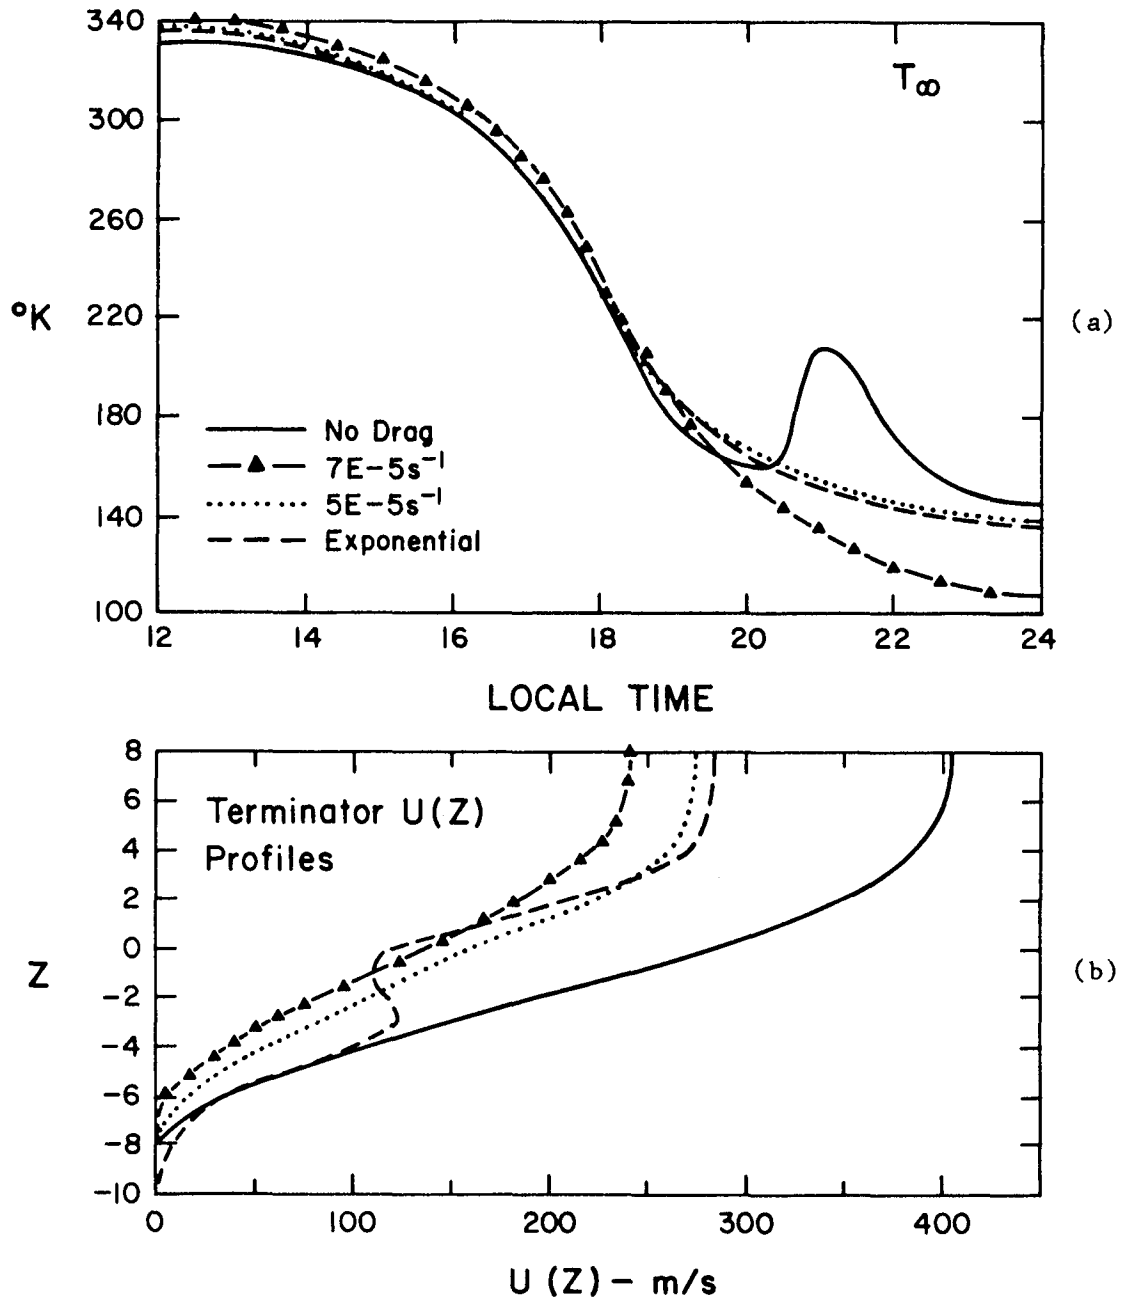 340
300
260
220
180
140
100
°K
T∞
(a)
No Drag
7E-5s⁻¹
5E-5s⁻¹
Exponential
12 14 16 18 20 22 24
LOCAL TIME
8
6
4
2
0
-2
-4
-6
-8
-10
Z
Terminator U(Z)
Profiles
(b)
0 100 200 300 400
U (Z) - m/s